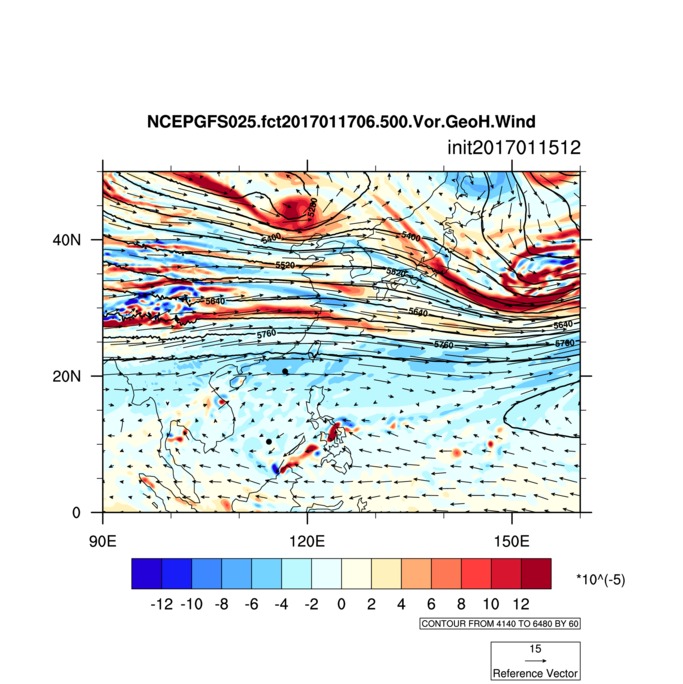 NCEPGFS025.fct2017011706.500.Vor.GeoH.Wind
init2017011512
5280
40N
5400
5400
5520
5520
5640
5640
5640
5760
5760
5760
20N
0
90E 120E 150E
*10^(-5)
-12 -10 -8 -6 -4 -2 0 2 4 6 8 10 12
CONTOUR FROM 4140 TO 6480 BY 60
15
Reference Vector